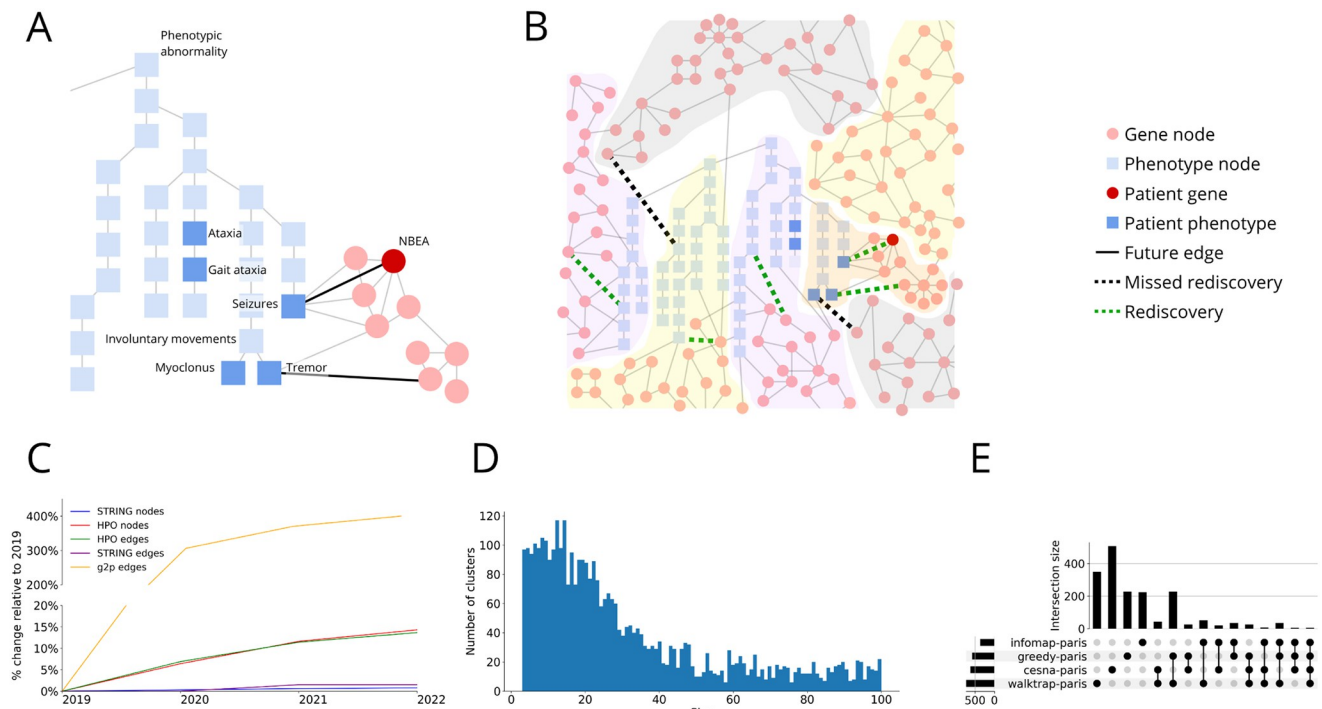 A
Phenotypic
abnormality
Ataxia
Gait ataxia
NBEA
Seizures
Involuntary movements
Myoclonus
Tremor
B
Gene node
Phenotype node
Patient gene
Patient phenotype
Future edge
Missed rediscovery
Rediscovery
C
% change relative to 2019
400%
300%
200%
20%
15%
10%
5%
0%
STRING nodes
HPO nodes
HPO edges
STRING edges
g2p edges
2019 2020 2021 2022
D
Number of clusters
120
100
80
60
40
20
0
0 20 40 60 80 100
E
Intersection size
400
200
0
infomap-paris
greedy-paris
cesna-paris
walktrap-paris
500 0